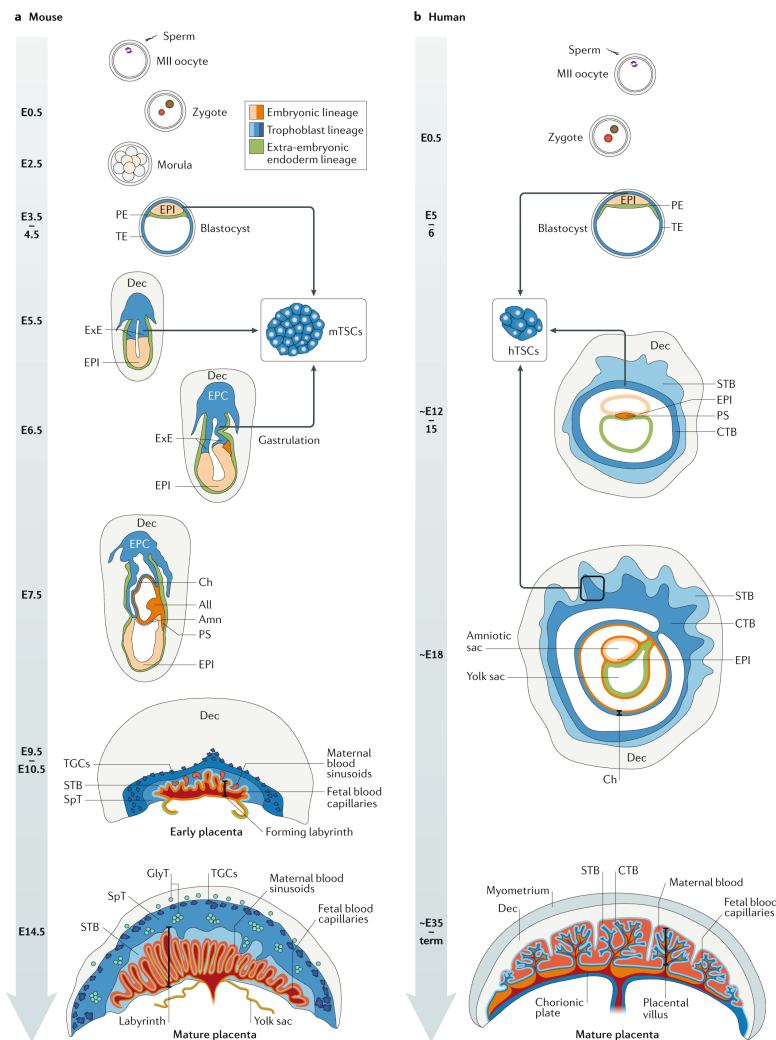 a Mouse
Sperm
MII oocyte
E0.5
Zygote
Embryonic lineage
Trophoblast lineage
Extra-embryonic
endoderm lineage
E2.5
Morula
E3.5
–
4.5
PE
EPI
TE
Blastocyst
Dec
E5.5
ExE
EPI
mTSCs
Dec
EPC
E6.5
ExE
Gastrulation
EPI
Dec
EPC
E7.5
Ch
All
Amn
PS
EPI
Dec
E9.5
–
E10.5
TGCs
STB
SpT
Maternal
blood
sinusoids
Fetal blood
capillaries
Early placenta
Forming labyrinth
E14.5
GlyT
TGCs
SpT
STB
Maternal blood
sinusoids
Fetal blood
capillaries
Labyrinth
Yolk sac
Mature placenta
b Human
Sperm
MII oocyte
E0.5
Zygote
E5
–
6
EPI
PE
Blastocyst
TE
hTSCs
Dec
~E12
–
15
STB
EPI
PS
CTB
~E18
STB
CTB
Amniotic
sac
EPI
Yolk sac
Dec
Ch
~E35
–
term
STB
CTB
Myometrium
Maternal blood
Dec
Fetal blood
capillaries
Chorionic
plate
Placental
villus
Mature placenta